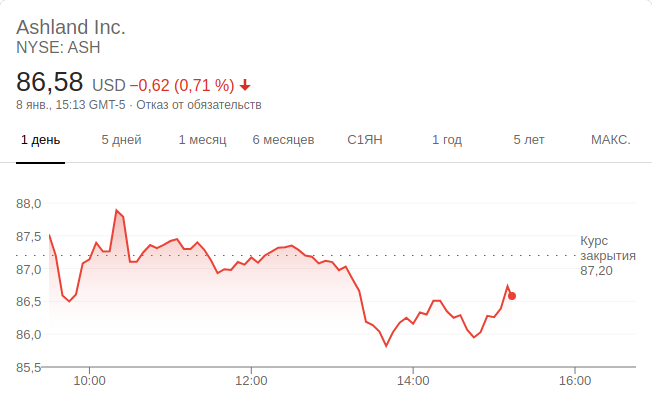 Ashland Inc.
NYSE: ASH
86,58 USD −0,62 (0,71 %)
8 янв., 15:13 GMT-5 · Отказ от обязательств
1 день 5 дней 1 месяц 6 месяцев С1ЯН 1 год 5 лет МАКС.
88,0
87,5
Курс
закрытия
87,20
87,0
86,5
86,0
85,5
10:00 12:00 14:00 16:00